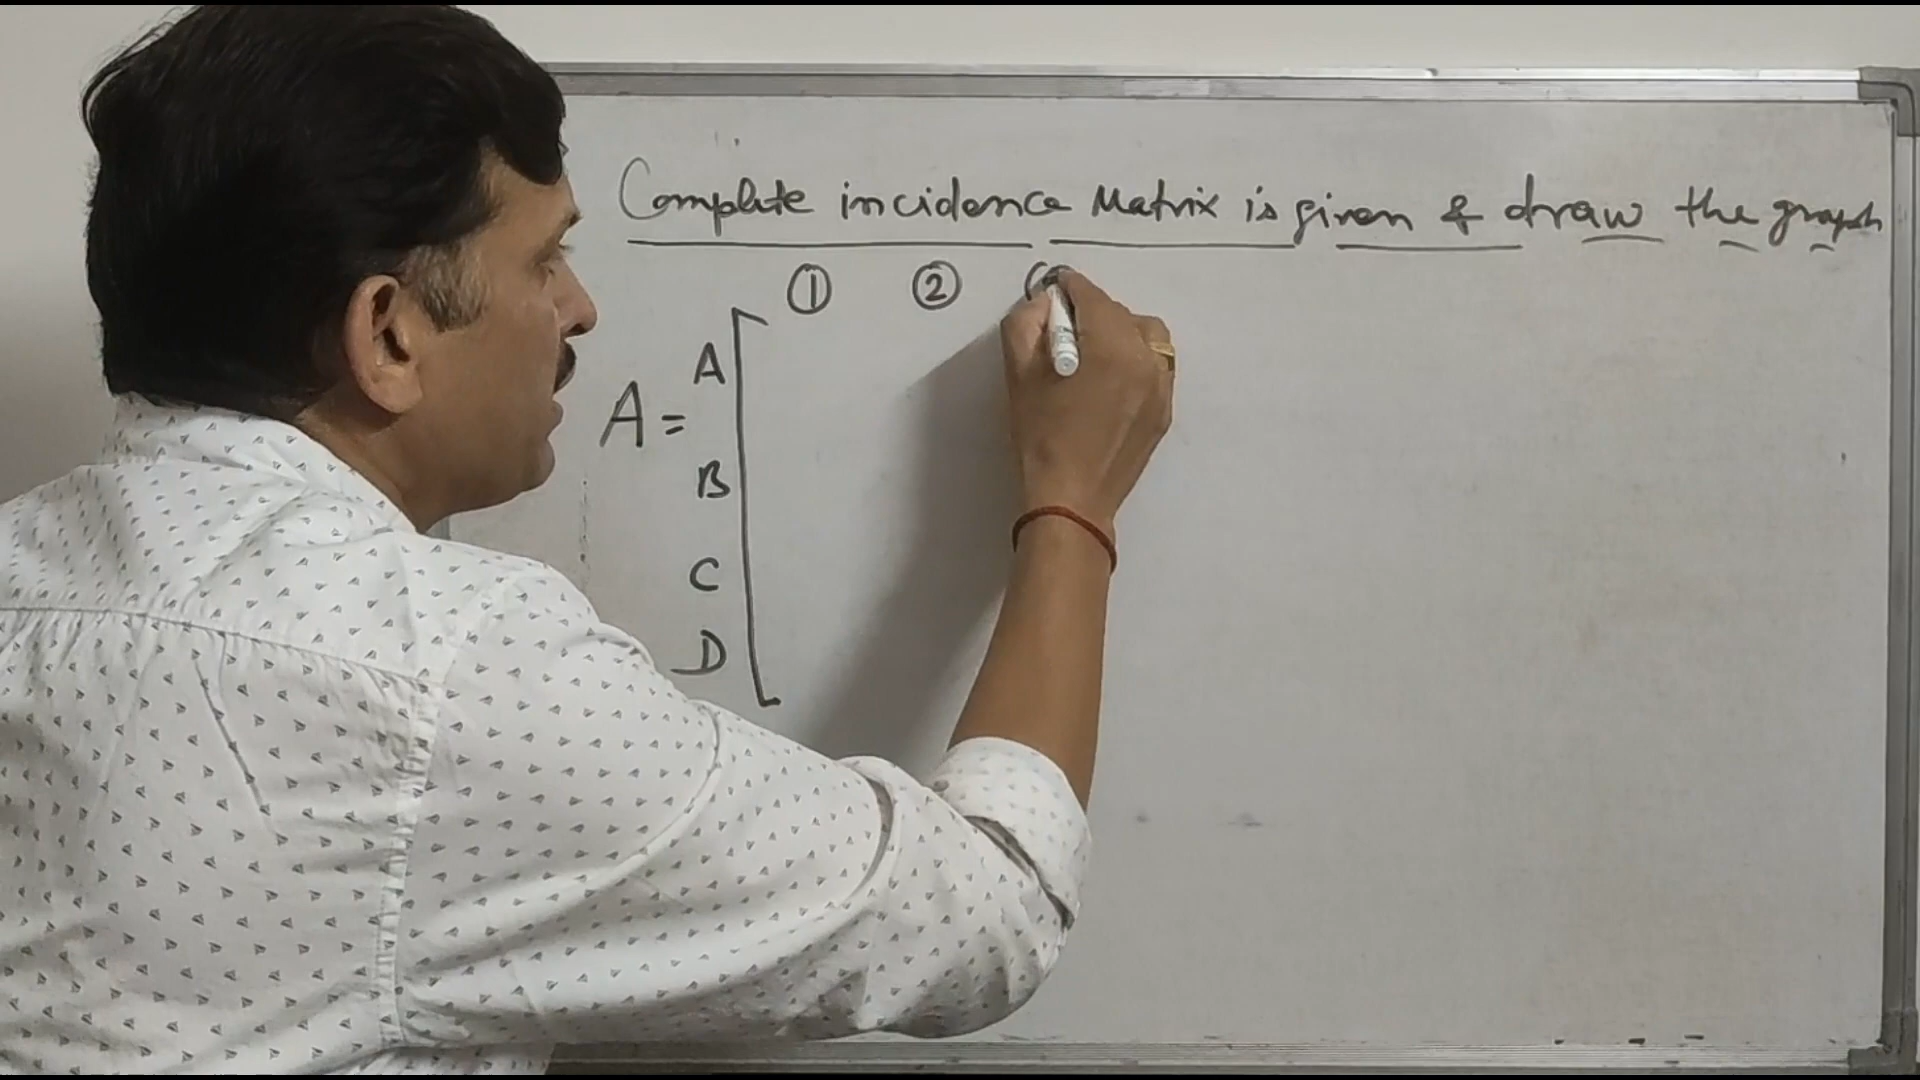 Complete incidence Matrix is given & draw the graph
① ②
A
A =
B
C
D